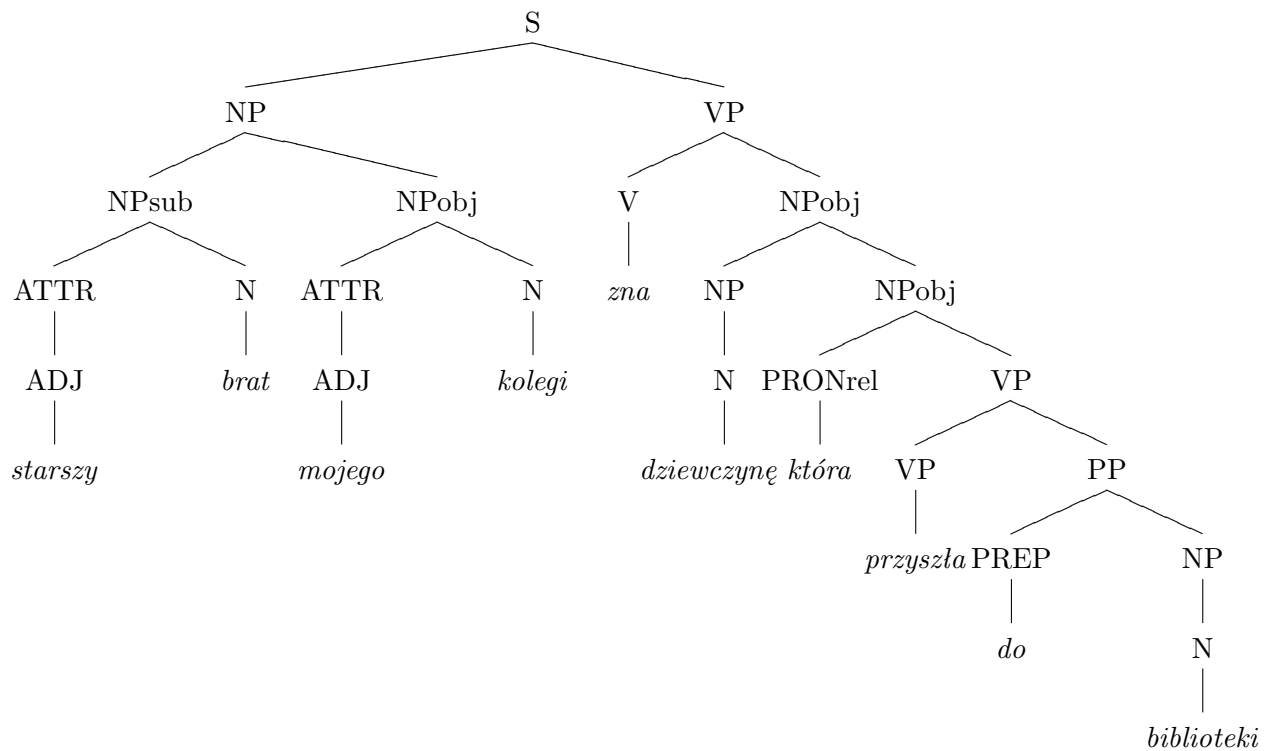 S
NP VP
NPsub NPobj V NPobj
ATTR N ATTR N zna NP NPobj
ADJ brat ADJ kolegi N PRONrel VP
starszy mojego dziewczynę która VP PP
przyszła PREP NP
do N
biblioteki